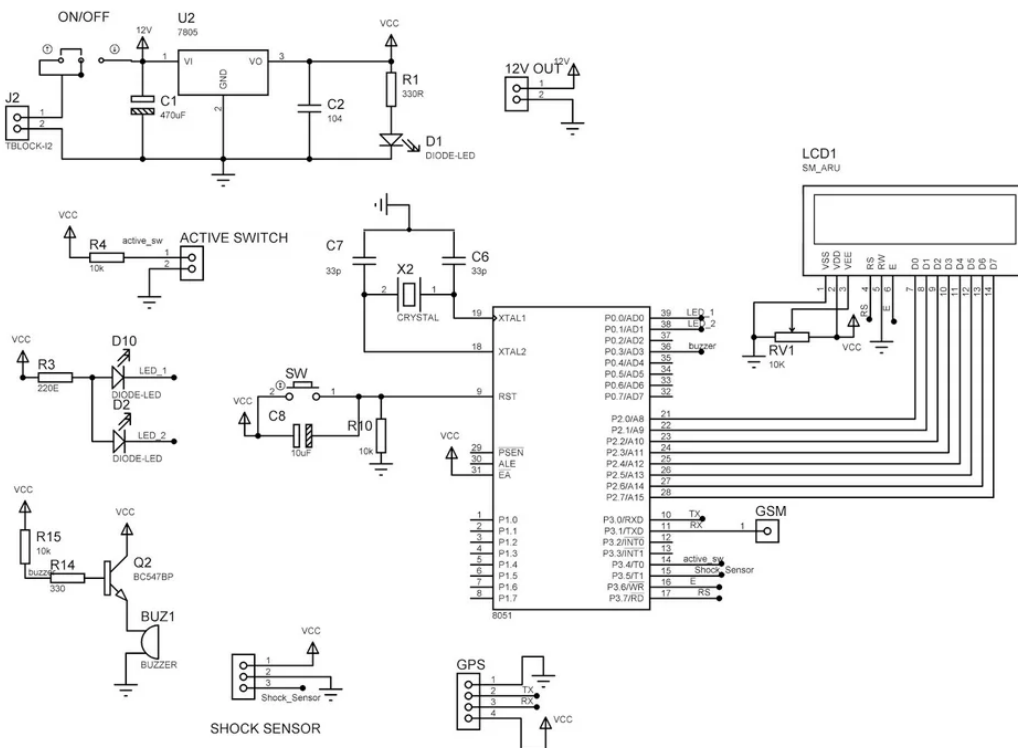 ON/OFF
12V
U2
7805
VCC
1
VI
VO
3
GND
2
J2
1
2
TBLOCK-I2
C1
470uF
C2
104
R1
330R
D1
DIODE-LED
12V OUT
12V
1
2
LCD1
SM_ARU
VSS
VDD
VEE
RS
RW
E
D0
D1
D2
D3
D4
D5
D6
D7
1
2
3
4
5
6
7
8
9
10
11
12
13
14
RS
E
RV1
10K
VCC
VCC
R4
10k
active_sw
ACTIVE SWITCH
1
2
C7
33p
C6
33p
X2
2
1
CRYSTAL
VCC
R3
220E
D10
LED_1
DIODE-LED
D2
LED_2
DIODE-LED
SW
2
1
VCC
C8
10uF
R10
10k
VCC
19
XTAL1
18
XTAL2
9
RST
29
PSEN
30
ALE
31
EA
1
P1.0
2
P1.1
3
P1.2
4
P1.3
5
P1.4
6
P1.5
7
P1.6
8
P1.7
8051
P0.0/AD0
39
LED_1
P0.1/AD1
38
LED_2
P0.2/AD2
37
P0.3/AD3
36
buzzer
P0.4/AD4
35
P0.5/AD5
34
P0.6/AD6
33
P0.7/AD7
32
P2.0/A8
21
P2.1/A9
22
P2.2/A10
23
P2.3/A11
24
P2.4/A12
25
P2.5/A13
26
P2.6/A14
27
P2.7/A15
28
P3.0/RXD
10
TX
P3.1/TXD
11
RX
P3.2/INT0
12
P3.3/INT1
13
P3.4/T0
14
active_sw
P3.5/T1
15
Shock_Sensor
P3.6/WR
16
E
P3.7/RD
17
RS
GSM
1
VCC
R15
10k
buzzer
R14
330
VCC
Q2
BC547BP
BUZ1
BUZZER
VCC
1
2
3
Shock_Sensor
SHOCK SENSOR
GPS
1
2
TX
3
RX
4
VCC